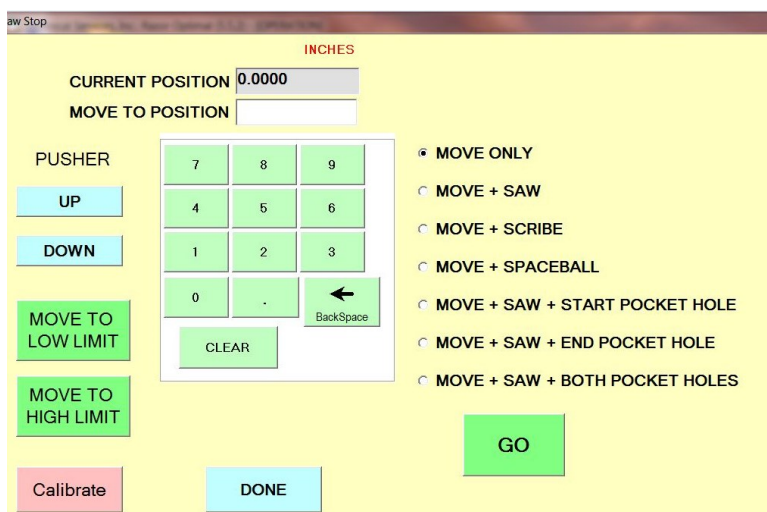 aw Stop
INCHES
CURRENT POSITION 0.0000
MOVE TO POSITION
PUSHER
UP
DOWN
MOVE TO
LOW LIMIT
MOVE TO
HIGH LIMIT
Calibrate
7 8 9
4 5 6
1 2 3
0 .
BackSpace
CLEAR
DONE
MOVE ONLY
MOVE + SAW
MOVE + SCRIBE
MOVE + SPACEBALL
MOVE + SAW + START POCKET HOLE
MOVE + SAW + END POCKET HOLE
MOVE + SAW + BOTH POCKET HOLES
GO